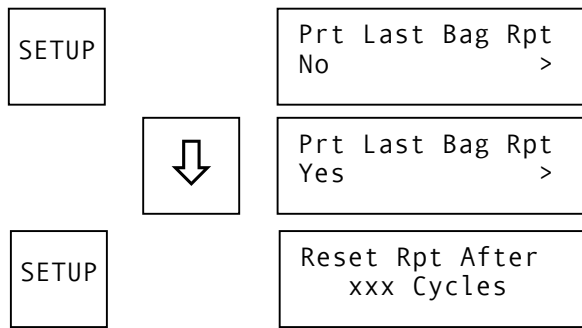 SETUP
Prt Last Bag Rpt
No >
Prt Last Bag Rpt
Yes >
SETUP
Reset Rpt After
xxx Cycles